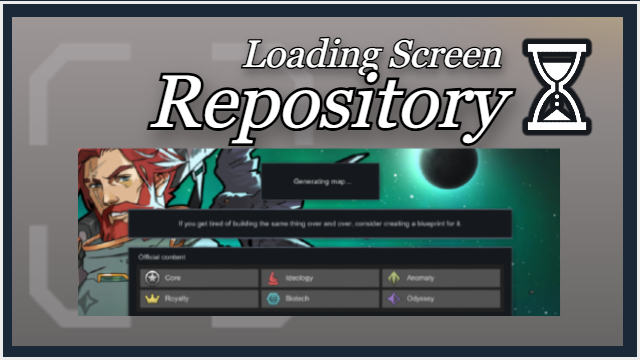 Loading Screen
Repository
Generating map...
If you get tired of building the same thing over and over, consider creating a blueprint for it.
Official content
Core
Ideology
Anomaly
Royalty
Biotech
Odyssey